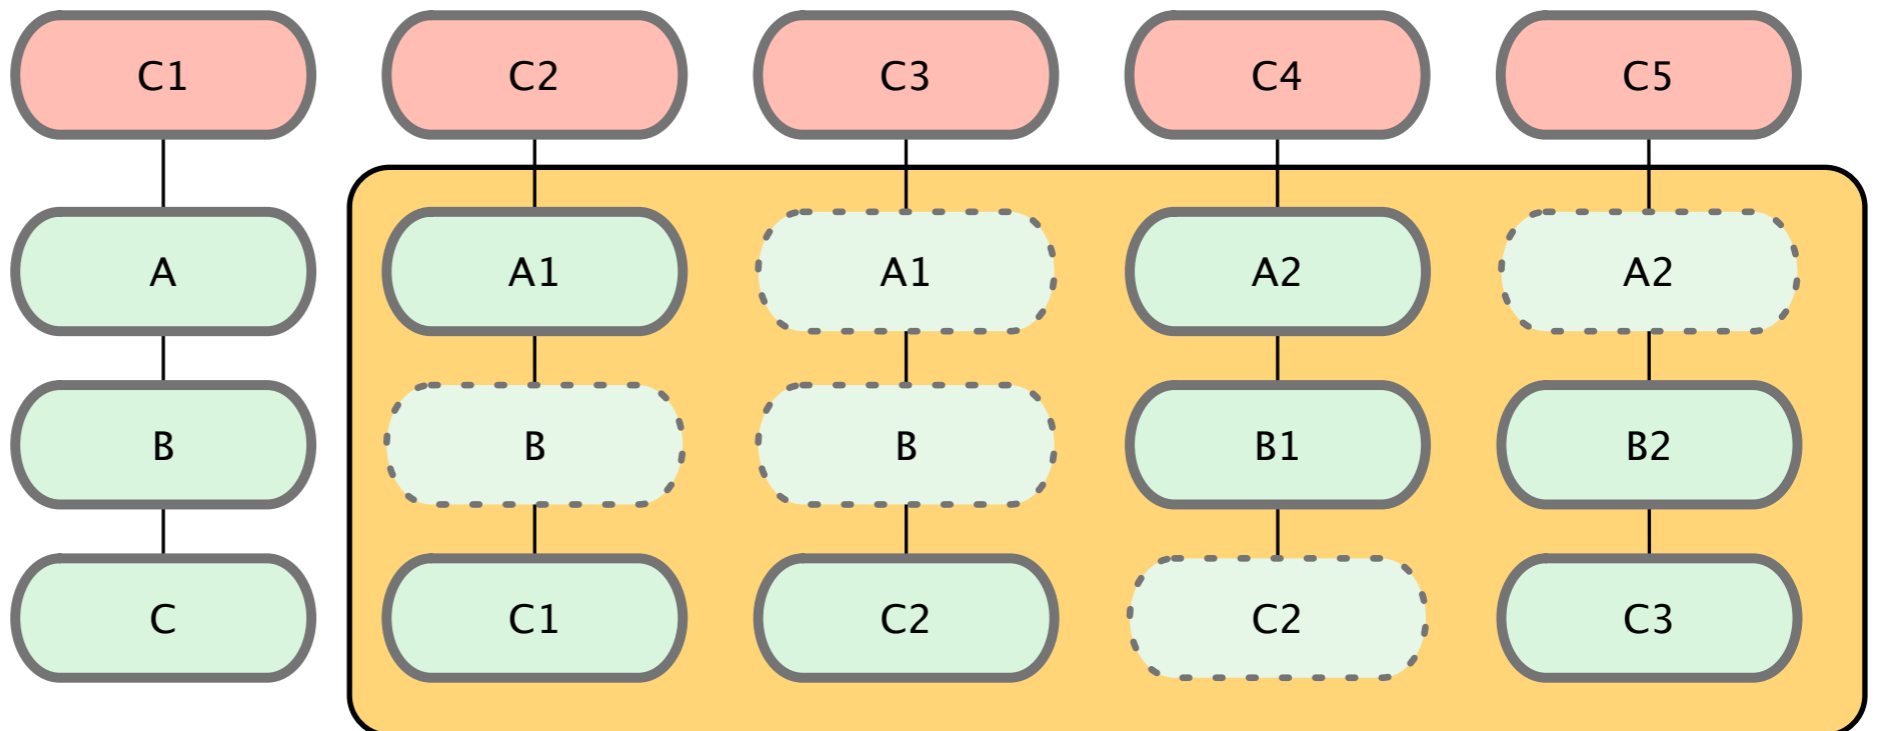 C1 C2 C3 C4 C5
A A1 A1 A2 A2
B B B B1 B2
C C1 C2 C2 C3